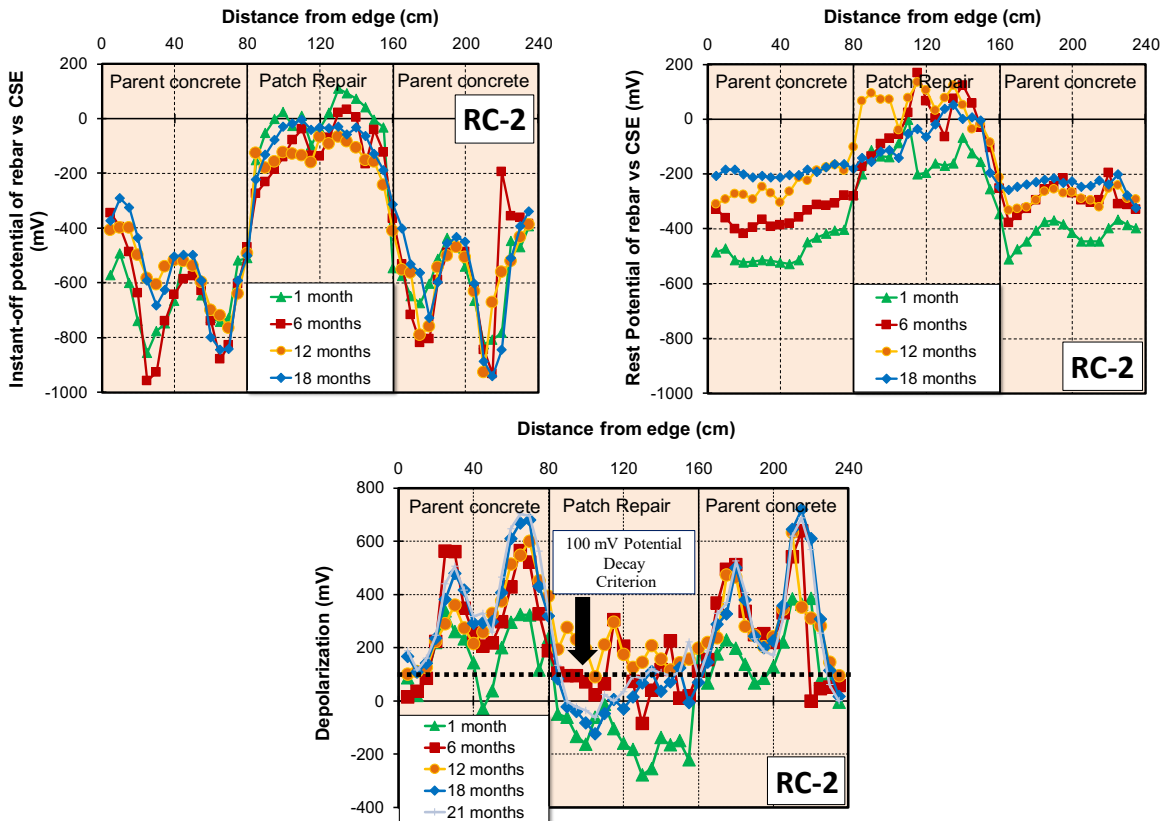 Distance from edge (cm)
0 40 80 120 160 200 240
Instant-off potential of rebar vs CSE
(mV)
200
0
-200
-400
-600
-800
-1000
Parent concrete
Patch Repair
Parent concrete
RC-2
1 month
6 months
12 months
18 months
Distance from edge (cm)
0 40 80 120 160 200 240
Rest Potential of rebar vs CSE (mV)
200
0
-200
-400
-600
-800
-1000
Parent concrete
Patch Repair
Parent concrete
1 month
6 months
12 months
18 months
RC-2
Distance from edge (cm)
0 40 80 120 160 200 240
Depolarization (mV)
800
600
400
200
0
-200
-400
Parent concrete
Patch Repair
Parent concrete
100 mV Potential
Decay
Criterion
1 month
6 months
12 months
18 months
21 months
RC-2